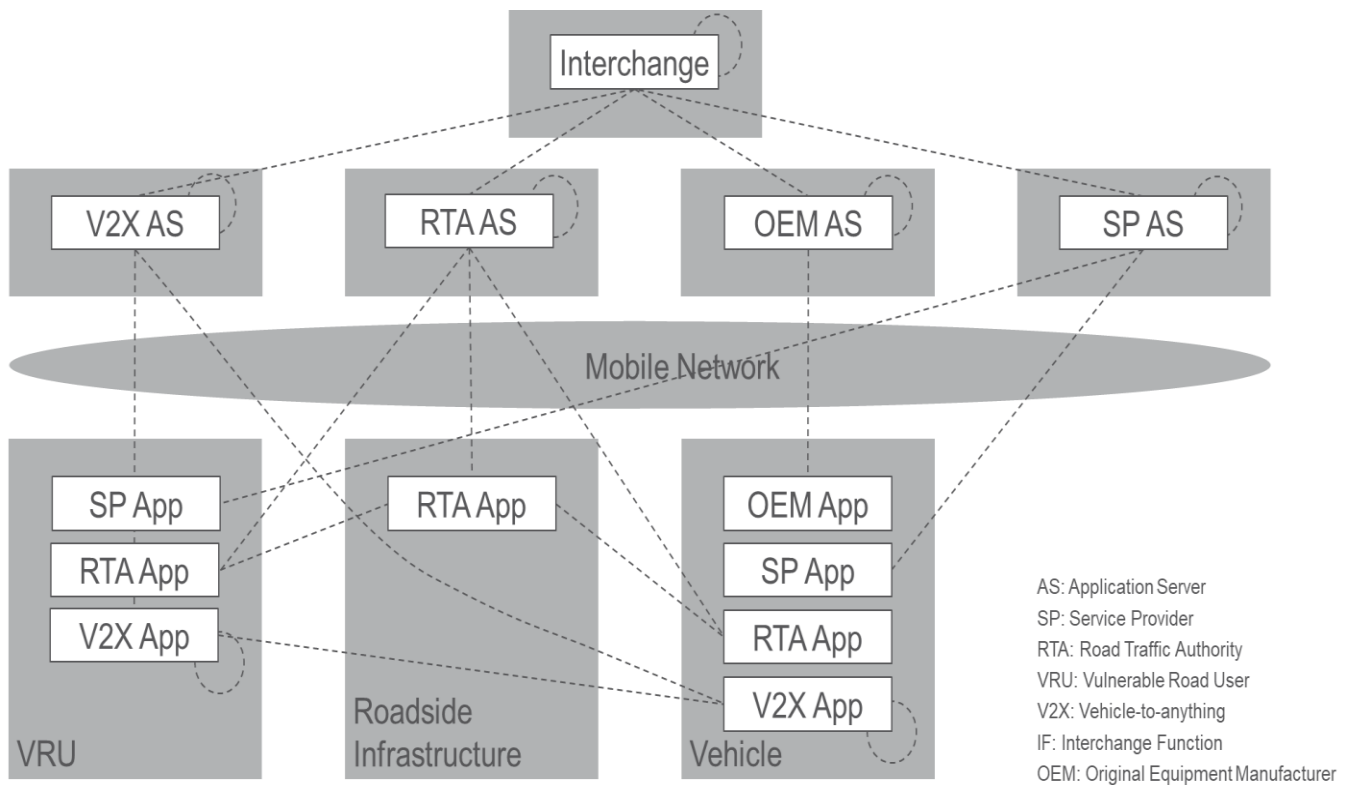 Interchange
V2X AS
RTA AS
OEM AS
SP AS
Mobile Network
SP App
RTA App
V2X App
VRU
RTA App
Roadside
Infrastructure
OEM App
SP App
RTA App
V2X App
Vehicle
AS: Application Server
SP: Service Provider
RTA: Road Traffic Authority
VRU: Vulnerable Road User
V2X: Vehicle-to-anything
IF: Interchange Function
OEM: Original Equipment Manufacturer